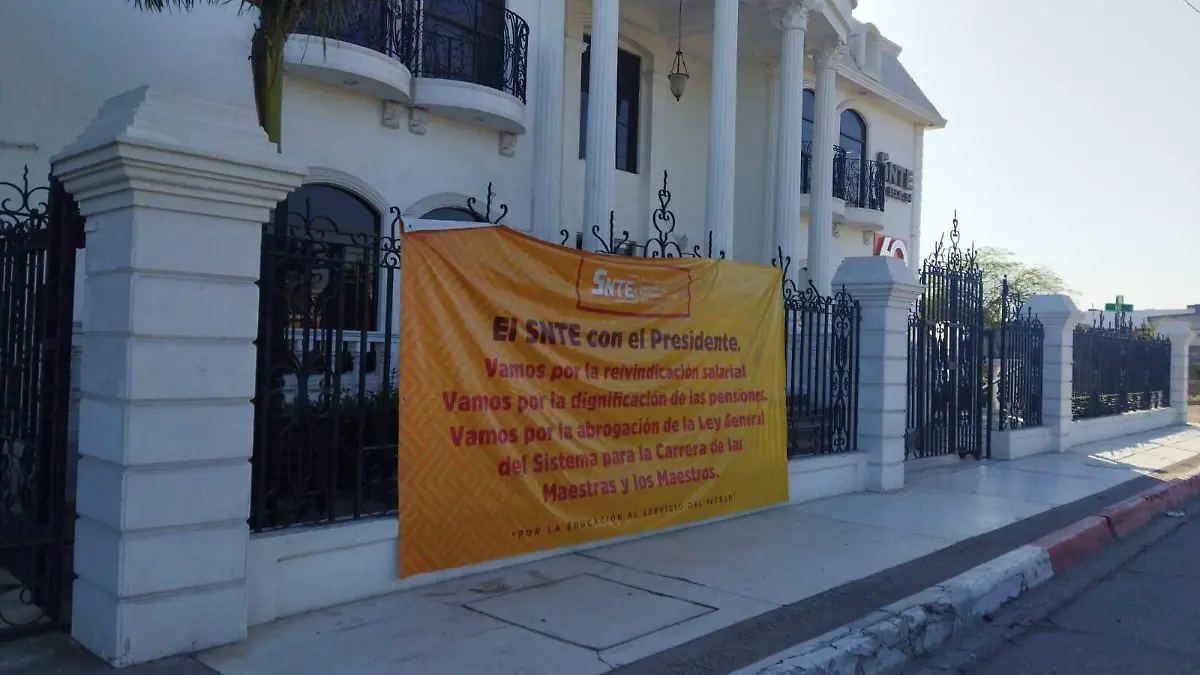 SNTE
SNTE
El SNTE con el Presidente.
Vamos por la reivindicación salarial
Vamos por la dignificación de las pensiones.
Vamos por la abrogación de la Ley General
del Sistema para la Carrera de las
Maestras y los Maestros.
"POR LA EDUCACIÓN AL SERVICIO DEL PUEBLO"